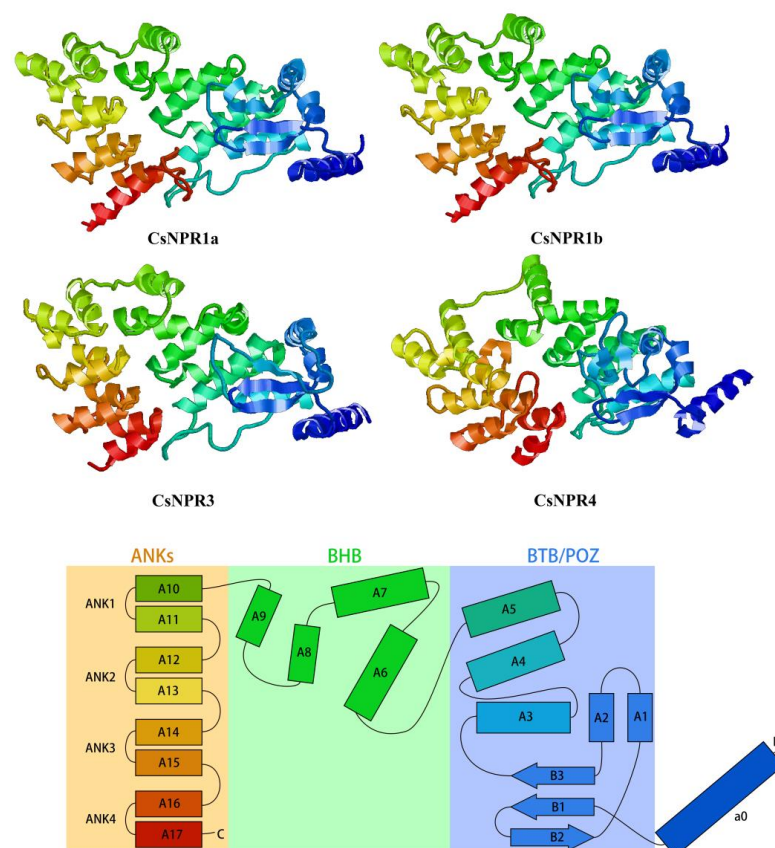 CsNPR1a CsNPR1b
CsNPR3 CsNPR4
ANKs BHB BTB/POZ
ANK1 A10 A11
ANK2 A12 A13
ANK3 A14 A15
ANK4 A16 A17 C
A9 A8 A7 A6
A5 A4 A3 A2 A1
B3 B1 B2
a0